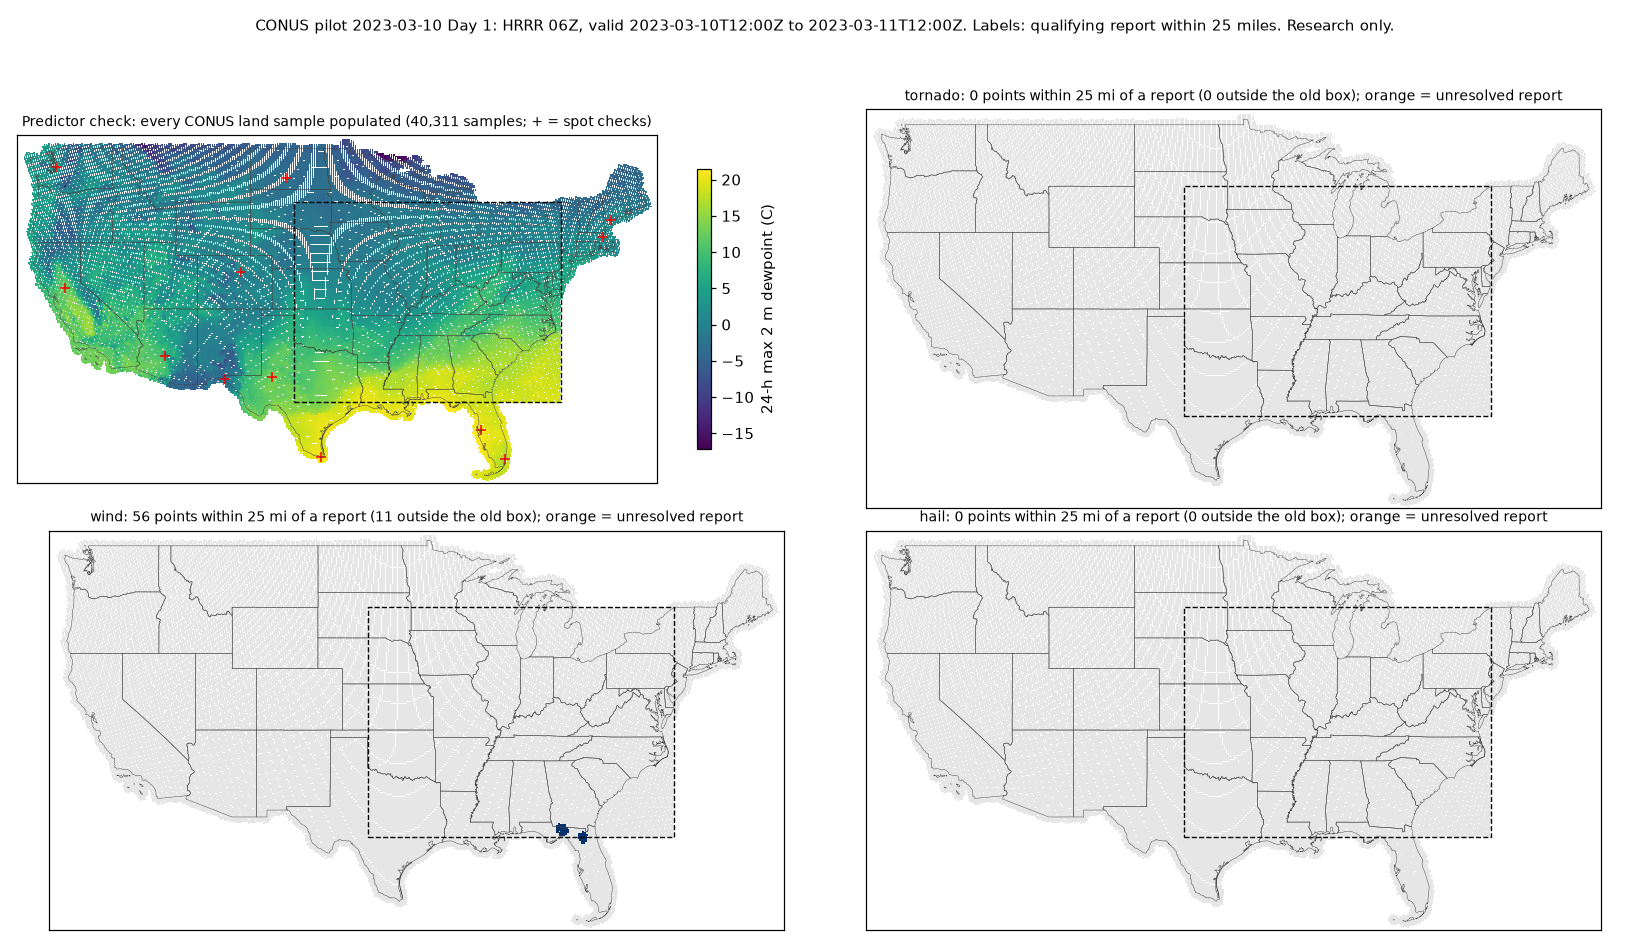 CONUS pilot 2023-03-10 Day 1: HRRR 06Z, valid 2023-03-10T12:00Z to 2023-03-11T12:00Z. Labels: qualifying report within 25 miles. Research only.
Predictor check: every CONUS land sample populated (40,311 samples; + = spot checks)
20
15
10
5
0
−5
−10
−15
24-h max 2 m dewpoint (C)
tornado: 0 points within 25 mi of a report (0 outside the old box); orange = unresolved report
wind: 56 points within 25 mi of a report (11 outside the old box); orange = unresolved report
hail: 0 points within 25 mi of a report (0 outside the old box); orange = unresolved report